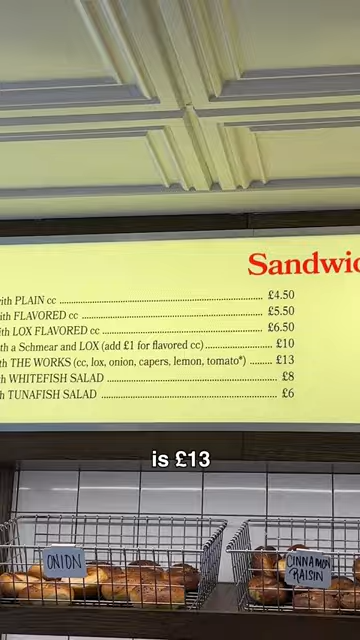 Sandwic
ith PLAIN cc ........ £4.50
ith FLAVORED cc ........ £5.50
ith LOX FLAVORED cc ........ £6.50
th a Schmear and LOX (add £1 for flavored cc) ........ £10
th THE WORKS (cc, lox, onion, capers, lemon, tomato*) ........ £13
h WHITEFISH SALAD ........ £8
h TUNAFISH SALAD ........ £6
is £13
ONION
CINNAMON
RAISIN